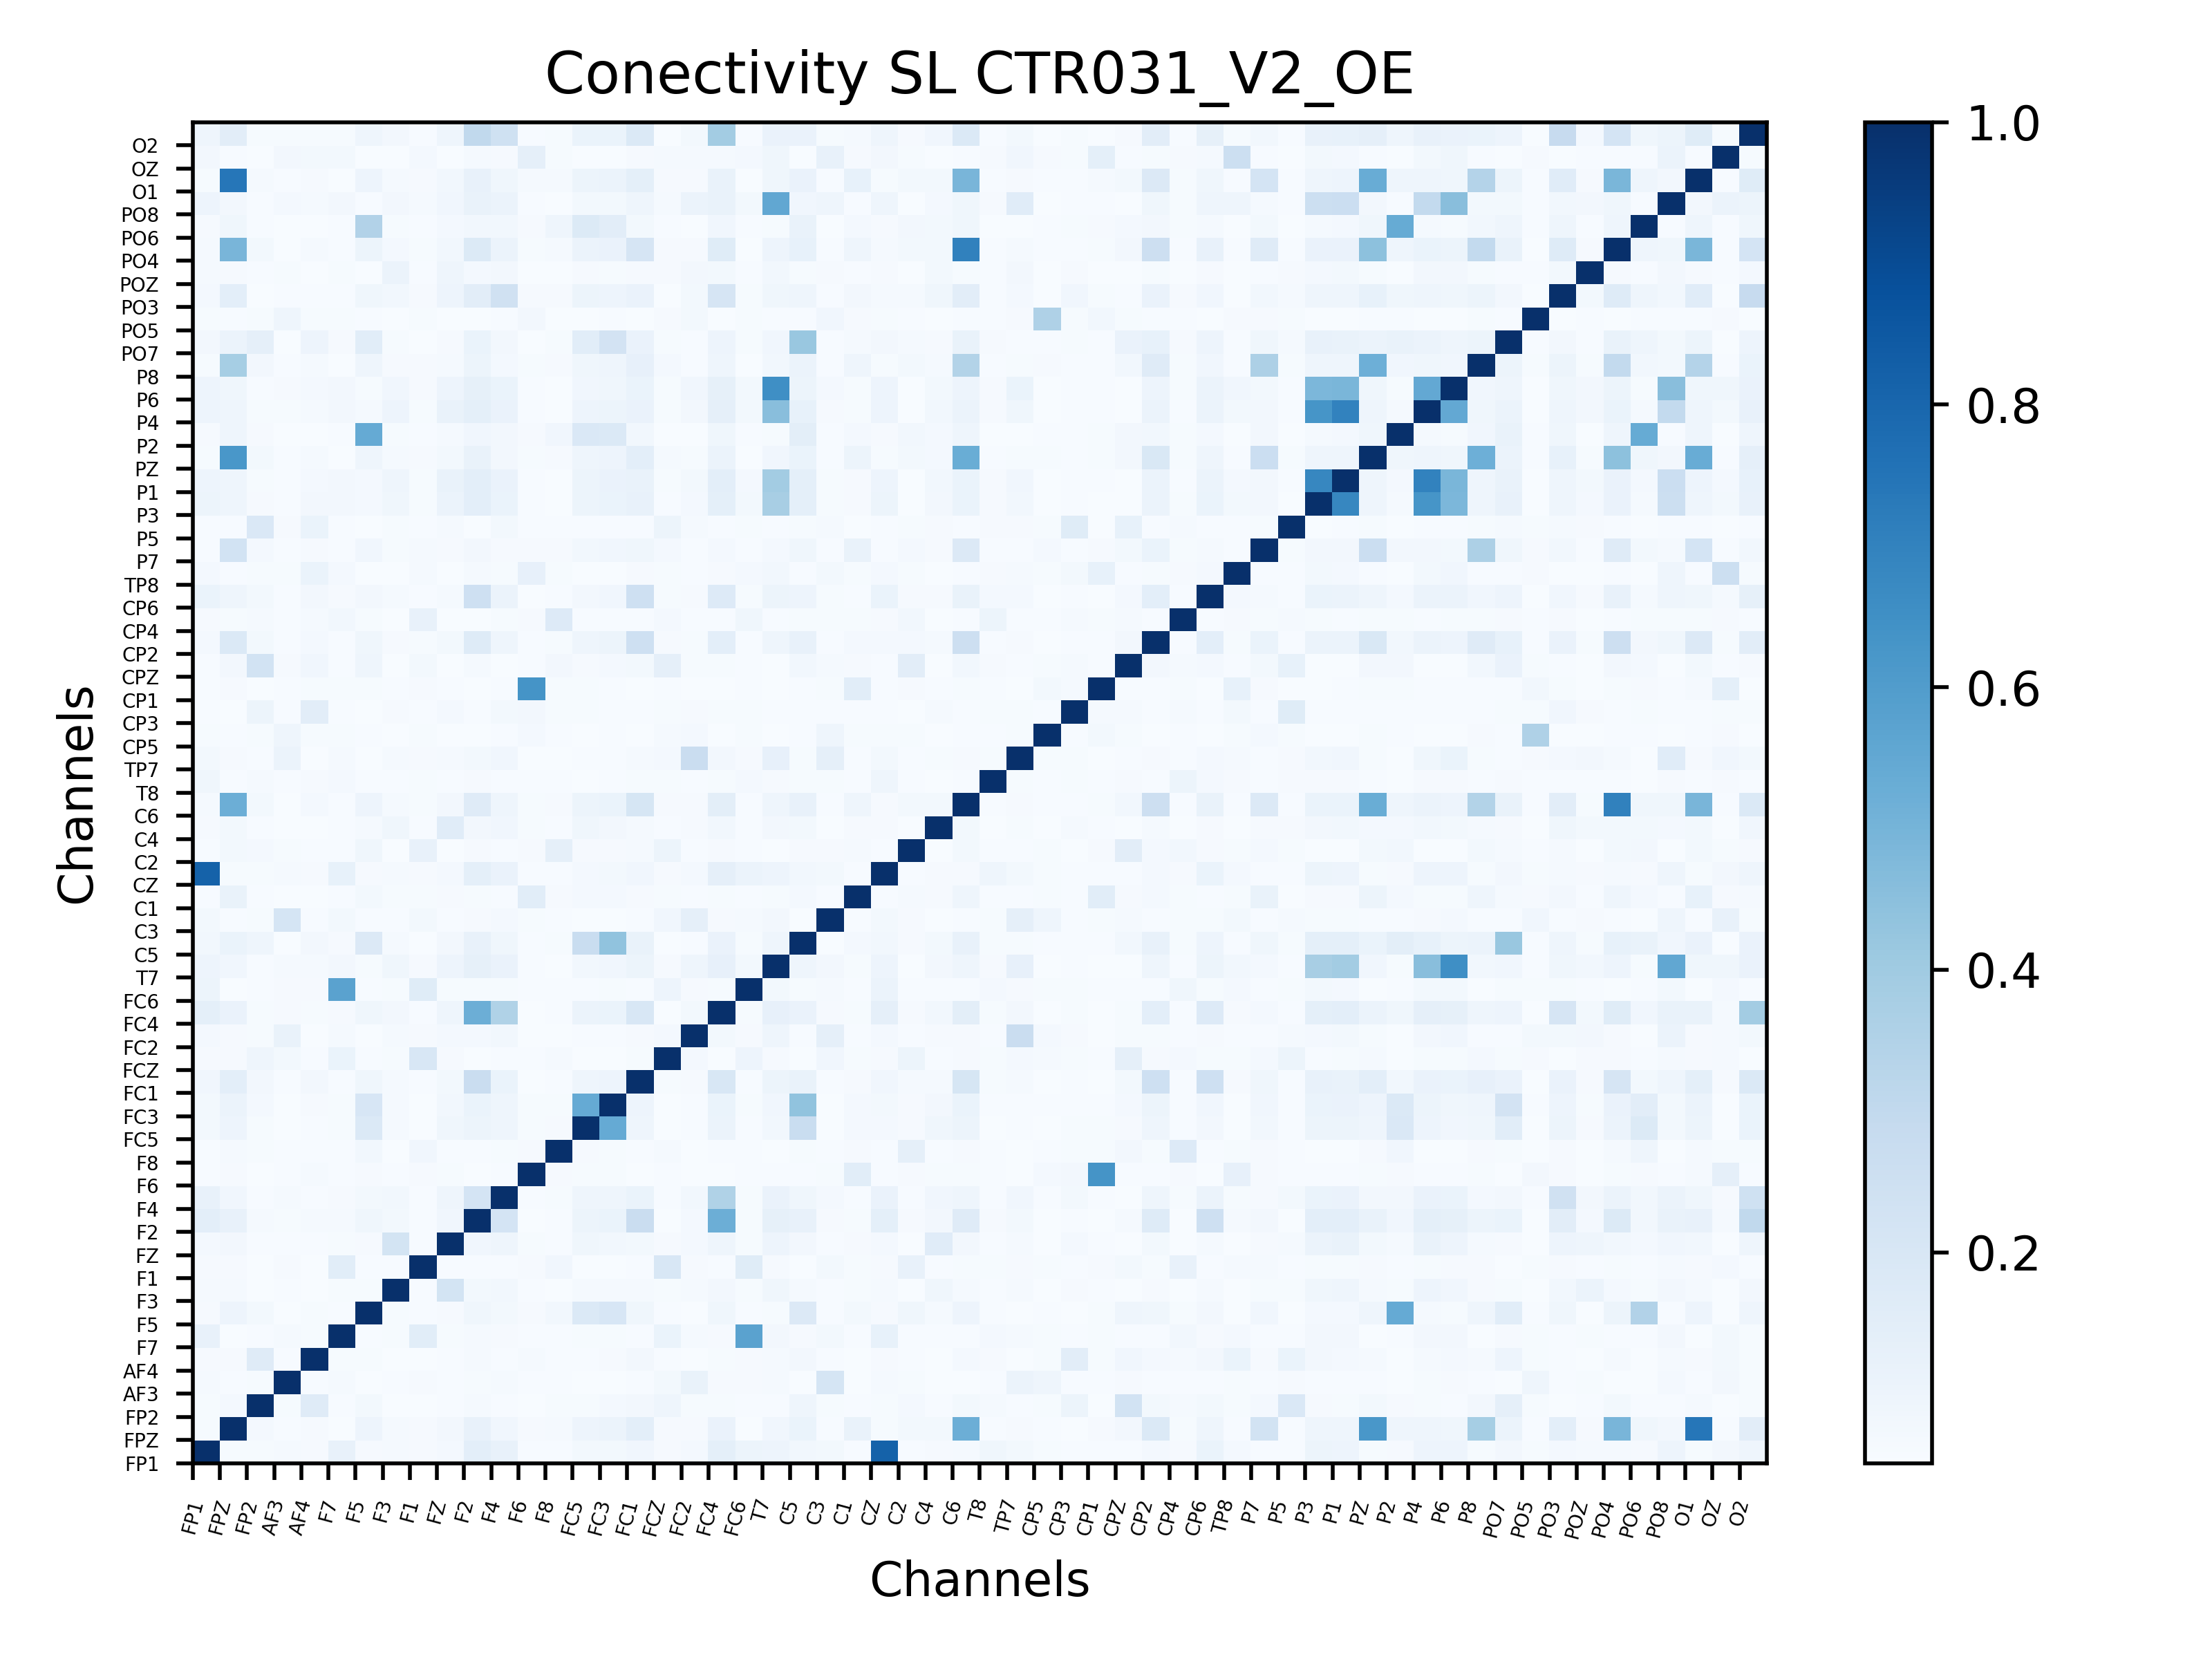 Conectivity SL CTR031_V2_OE
Channels
O2
OZ
O1
PO8
PO6
PO4
POZ
PO3
PO5
PO7
P8
P6
P4
P2
PZ
P1
P3
P5
P7
TP8
CP6
CP4
CP2
CPZ
CP1
CP3
CP5
TP7
T8
C6
C4
C2
CZ
C1
C3
C5
T7
FC6
FC4
FC2
FCZ
FC1
FC3
FC5
F8
F6
F4
F2
FZ
F1
F3
F5
F7
AF4
AF3
FP2
FPZ
FP1
FP1 FPZ FP2 AF3 AF4 F7 F5 F3 F1 FZ F2 F4 F6 F8 FC5 FC3 FC1 FCZ FC2 FC4 FC6 T7 C5 C3 C1 CZ C2 C4 C6 T8 TP7 CP5 CP3 CP1 CPZ CP2 CP4 CP6 TP8 P7 P5 P3 P1 PZ P2 P4 P6 P8 PO7 PO5 PO3 POZ PO4 PO6 PO8 O1 OZ O2
Channels
1.0
0.8
0.6
0.4
0.2